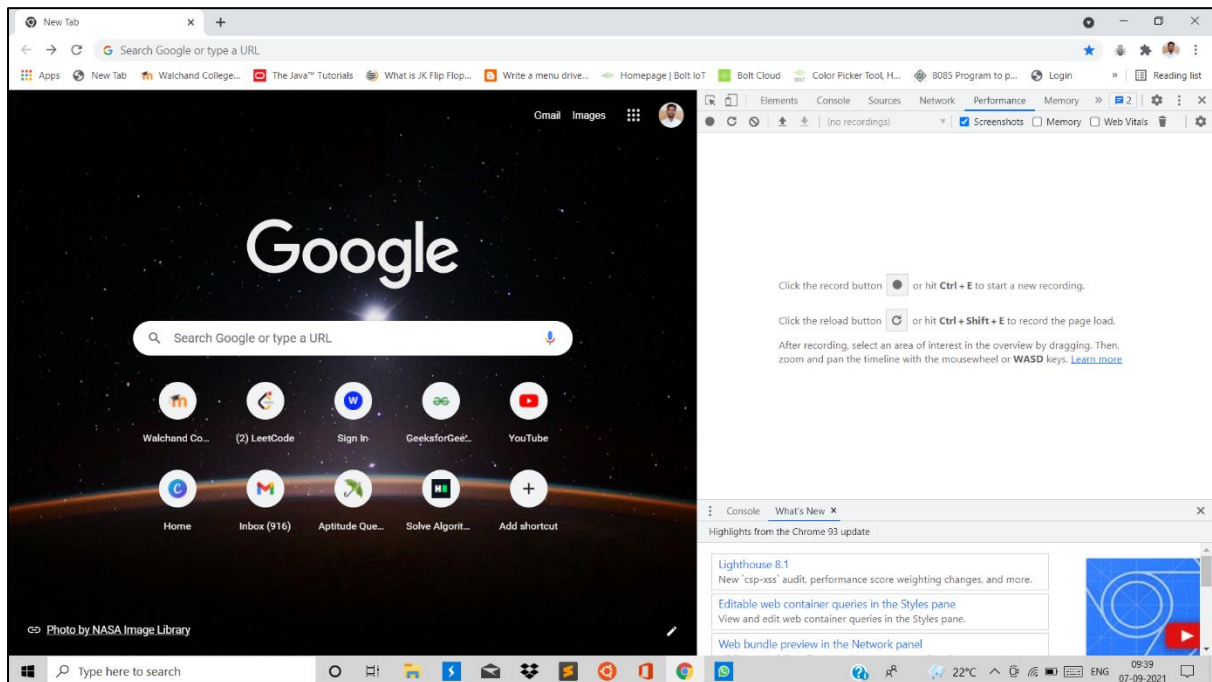 New Tab
Search Google or type a URL
Apps New Tab Walchand College... The Java™ Tutorials What is JK Flip Flop... Write a menu drive... Homepage | Bolt IoT Bolt Cloud Color Picker Tool, H... 8085 Program to p... Login » Reading list
Gmail Images
Elements Console Sources Network Performance Memory » 2
(no recordings) Screenshots Memory Web Vitals
Google
Search Google or type a URL
Walchand Co... (2) LeetCode Sign In GeeksforGee... YouTube
Home Inbox (916) Aptitude Que... Solve Algorit... Add shortcut
Photo by NASA Image Library
Click the record button or hit Ctrl + E to start a new recording.
Click the reload button or hit Ctrl + Shift + E to record the page load.
After recording, select an area of interest in the overview by dragging. Then,
zoom and pan the timeline with the mousewheel or WASD keys. Learn more
Console What's New
Highlights from the Chrome 93 update
Lighthouse 8.1
New `csp-xss` audit, performance score weighting changes, and more.
Editable web container queries in the Styles pane
View and edit web container queries in the Styles pane.
Web bundle preview in the Network panel
Type here to search
22°C ENG 09:39
07-09-2021